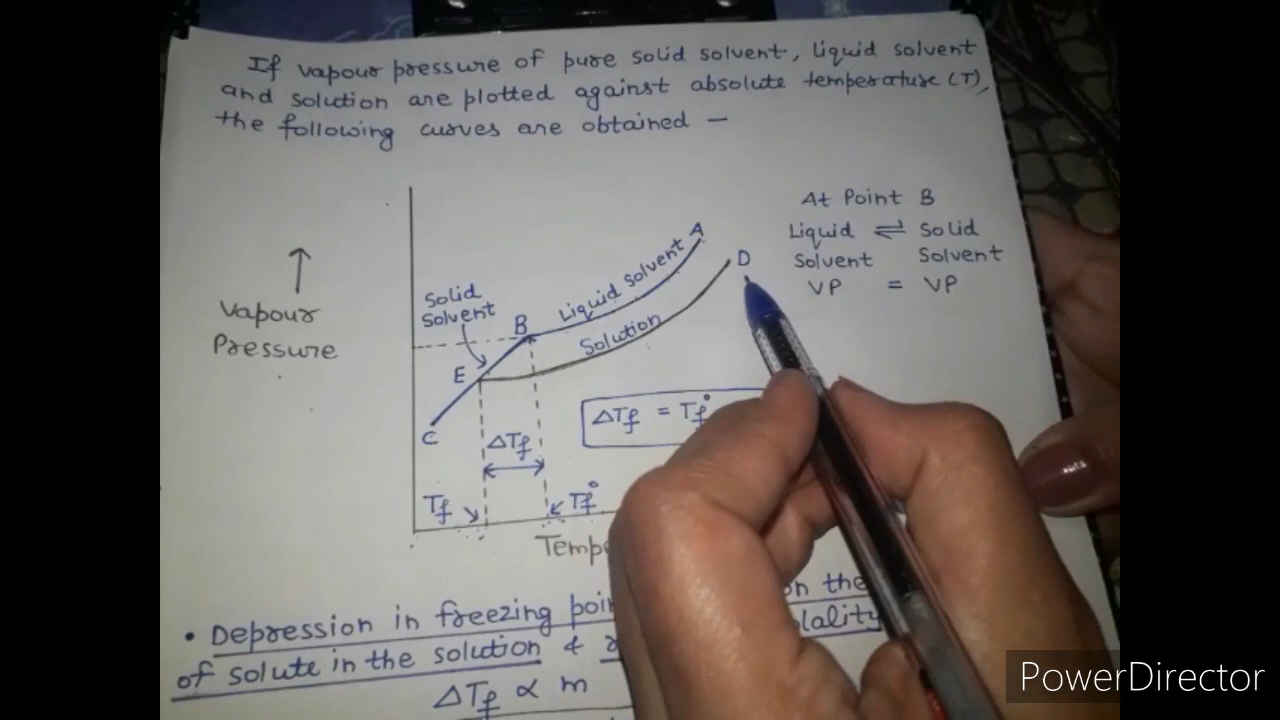 If vapour pressure of pure solid solvent, liquid solvent
and solution are plotted against absolute temperature (T),
the following curves are obtained —
Vapour
Pressure
Solid
Solvent
B
Liquid solvent
A
D
Solution
E
C
ΔTf
Tf
Tf°
At Point B
Liquid ⇌ Solid
Solvent Solvent
VP = VP
ΔTf = Tf°
• Depression in freezing on the
of solute in the solution &
ΔTf ∝ m
PowerDirector